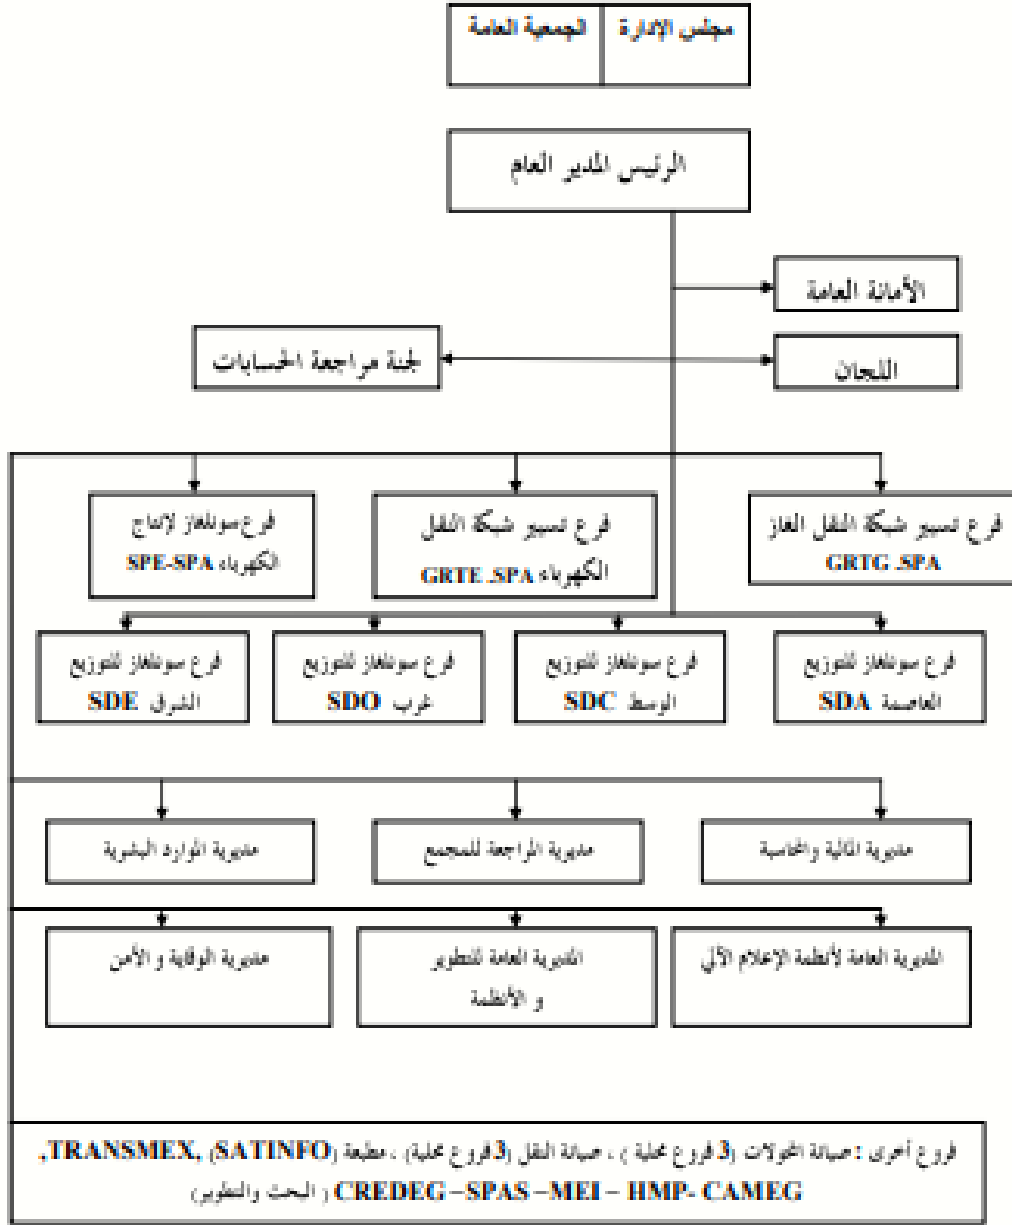 مجلس الإدارة
الجمعية العامة
الرئيس المدير العام
الأمانة العامة
اللجان
لجنة مراجعة الحسابات
فرع تسيير شبكة النقل الغاز
GRTG .SPA
فرع تسيير شبكة النقل
الكهرباء GRTE .SPA
فرع سونلغاز لإنتاج
الكهرباء SPE-SPA
فرع سونلغاز للتوزيع
العاصمة SDA
فرع سونلغاز للتوزيع
الوسط SDC
فرع سونلغاز للتوزيع
غرب SDO
فرع سونلغاز للتوزيع
الشرق SDE
مديرية المالية والمحاسبة
مديرية المراجعة للمجمع
مديرية الموارد البشرية
المديرية العامة لأنظمة الإعلام الآلي
المديرية العامة للتطوير
و الأنظمة
مديرية الوقاية و الأمن
فروع أخرى : صيانة المحولات (3 فروع محلية ) ، صيانة النقل (3 فروع محلية) ، مطبعة (SATINFO) ,TRANSMEX,
CREDEG –SPAS –MEI – HMP- CAMEG ( البحث والتطوير)